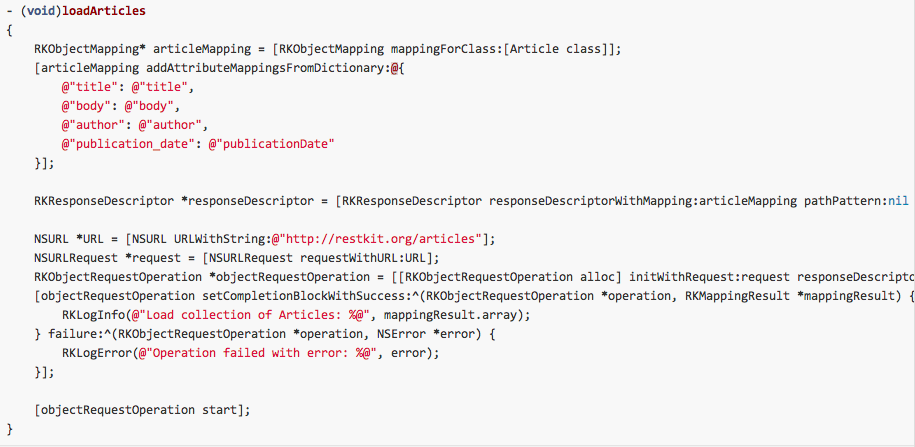 - (void)loadArticles
{
    RKObjectMapping* articleMapping = [RKObjectMapping mappingForClass:[Article class]];
    [articleMapping addAttributeMappingsFromDictionary:@{
        @"title": @"title",
        @"body": @"body",
        @"author": @"author",
        @"publication_date": @"publicationDate"
    }];

    RKResponseDescriptor *responseDescriptor = [RKResponseDescriptor responseDescriptorWithMapping:articleMapping pathPattern:nil

    NSURL *URL = [NSURL URLWithString:@"http://restkit.org/articles"];
    NSURLRequest *request = [NSURLRequest requestWithURL:URL];
    RKObjectRequestOperation *objectRequestOperation = [[RKObjectRequestOperation alloc] initWithRequest:request responseDescripto
    [objectRequestOperation setCompletionBlockWithSuccess:^(RKObjectRequestOperation *operation, RKMappingResult *mappingResult) {
        RKLogInfo(@"Load collection of Articles: %@", mappingResult.array);
    } failure:^(RKObjectRequestOperation *operation, NSError *error) {
        RKLogError(@"Operation failed with error: %@", error);
    }];

    [objectRequestOperation start];
}